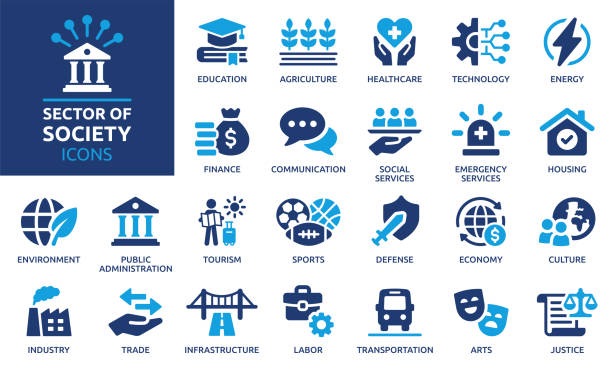 SECTOR OF
SOCIETY
ICONS
EDUCATION
AGRICULTURE
HEALTHCARE
TECHNOLOGY
ENERGY
$
FINANCE
COMMUNICATION
SOCIAL
SERVICES
EMERGENCY
SERVICES
HOUSING
ENVIRONMENT
PUBLIC
ADMINISTRATION
TOURISM
SPORTS
DEFENSE
$
ECONOMY
CULTURE
INDUSTRY
TRADE
INFRASTRUCTURE
LABOR
TRANSPORTATION
ARTS
JUSTICE